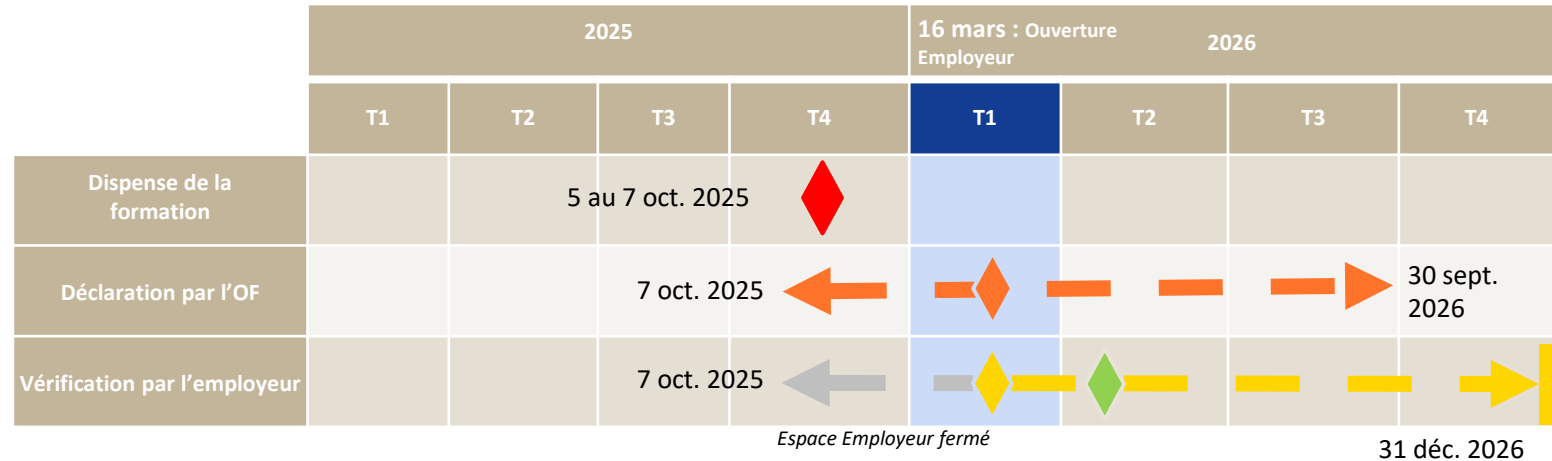 2025
16 mars : Ouverture
Employeur
2026
T1
T2
T3
T4
T1
T2
T3
T4
Dispense de la
formation
5 au 7 oct. 2025
Déclaration par l’OF
7 oct. 2025
30 sept.
2026
Vérification par l’employeur
7 oct. 2025
Espace Employeur fermé
31 déc. 2026